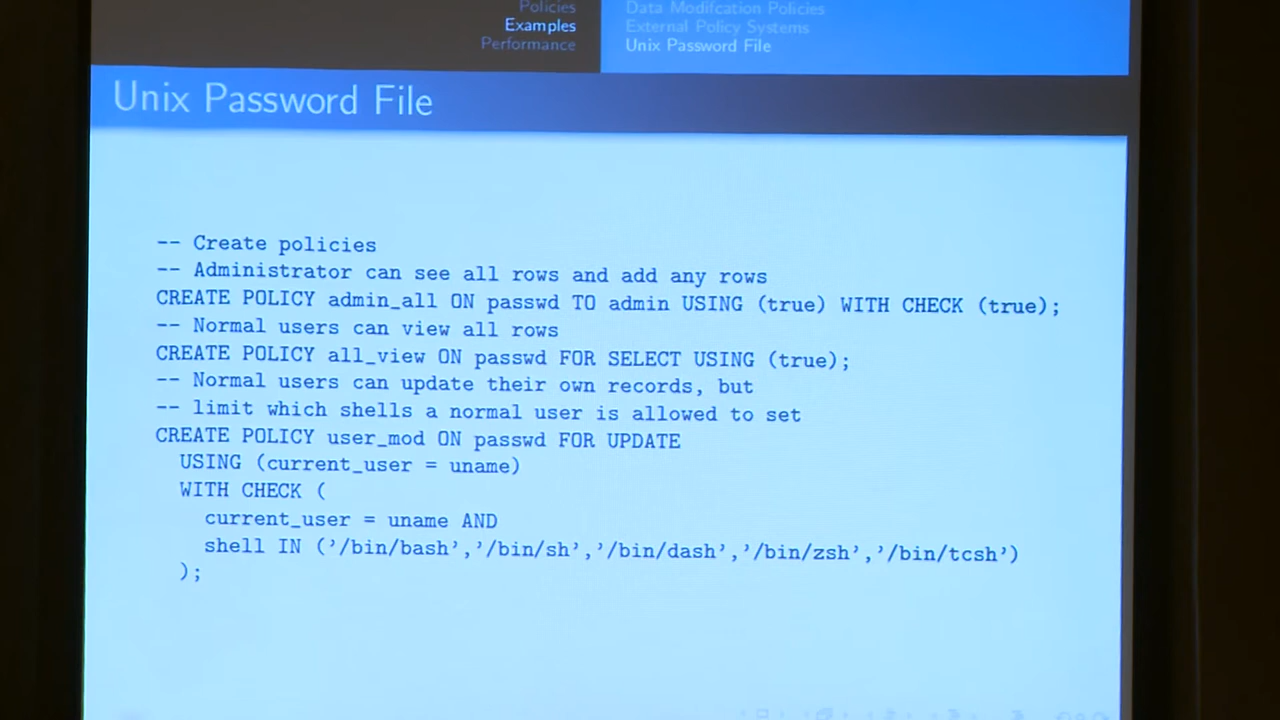 Policies
Examples
Performance
Data Modifcation Policies
External Policy Systems
Unix Password File
Unix Password File
-- Create policies
-- Administrator can see all rows and add any rows
CREATE POLICY admin_all ON passwd TO admin USING (true) WITH CHECK (true);
-- Normal users can view all rows
CREATE POLICY all_view ON passwd FOR SELECT USING (true);
-- Normal users can update their own records, but
-- limit which shells a normal user is allowed to set
CREATE POLICY user_mod ON passwd FOR UPDATE
USING (current_user = uname)
WITH CHECK (
current_user = uname AND
shell IN ('/bin/bash','/bin/sh','/bin/dash','/bin/zsh','/bin/tcsh')
);